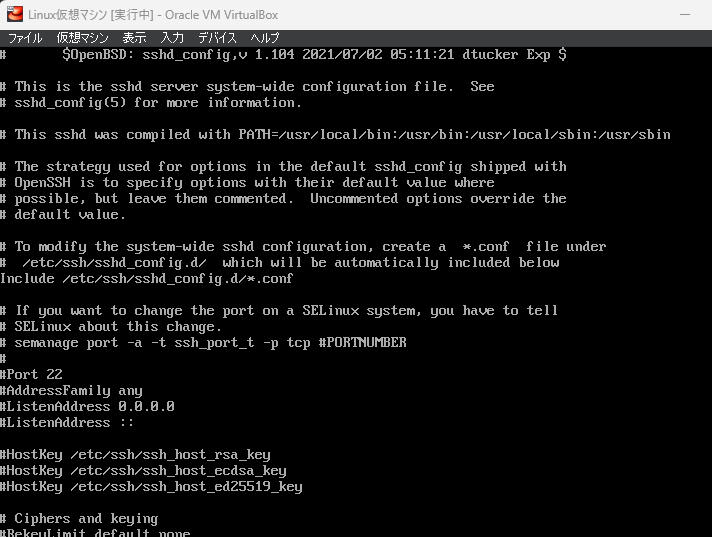 Linux仮想マシン [実行中] - Oracle VM VirtualBox
ファイル 仮想マシン 表示 入力 デバイス ヘルプ
#       $OpenBSD: sshd_config,v 1.104 2021/07/02 05:11:21 dtucker Exp $
# This is the sshd server system-wide configuration file.  See
# sshd_config(5) for more information.
# This sshd was compiled with PATH=/usr/local/bin:/usr/bin:/usr/local/sbin:/usr/sbin
# The strategy used for options in the default sshd_config shipped with
# OpenSSH is to specify options with their default value where
# possible, but leave them commented.  Uncommented options override the
# default value.
# To modify the system-wide sshd configuration, create a  *.conf  file under
#  /etc/ssh/sshd_config.d/  which will be automatically included below
Include /etc/ssh/sshd_config.d/*.conf
# If you want to change the port on a SELinux system, you have to tell
# SELinux about this change.
# semanage port -a -t ssh_port_t -p tcp #PORTNUMBER
#
#Port 22
#AddressFamily any
#ListenAddress 0.0.0.0
#ListenAddress ::
#HostKey /etc/ssh/ssh_host_rsa_key
#HostKey /etc/ssh/ssh_host_ecdsa_key
#HostKey /etc/ssh/ssh_host_ed25519_key
# Ciphers and keying
#RekeyLimit default none